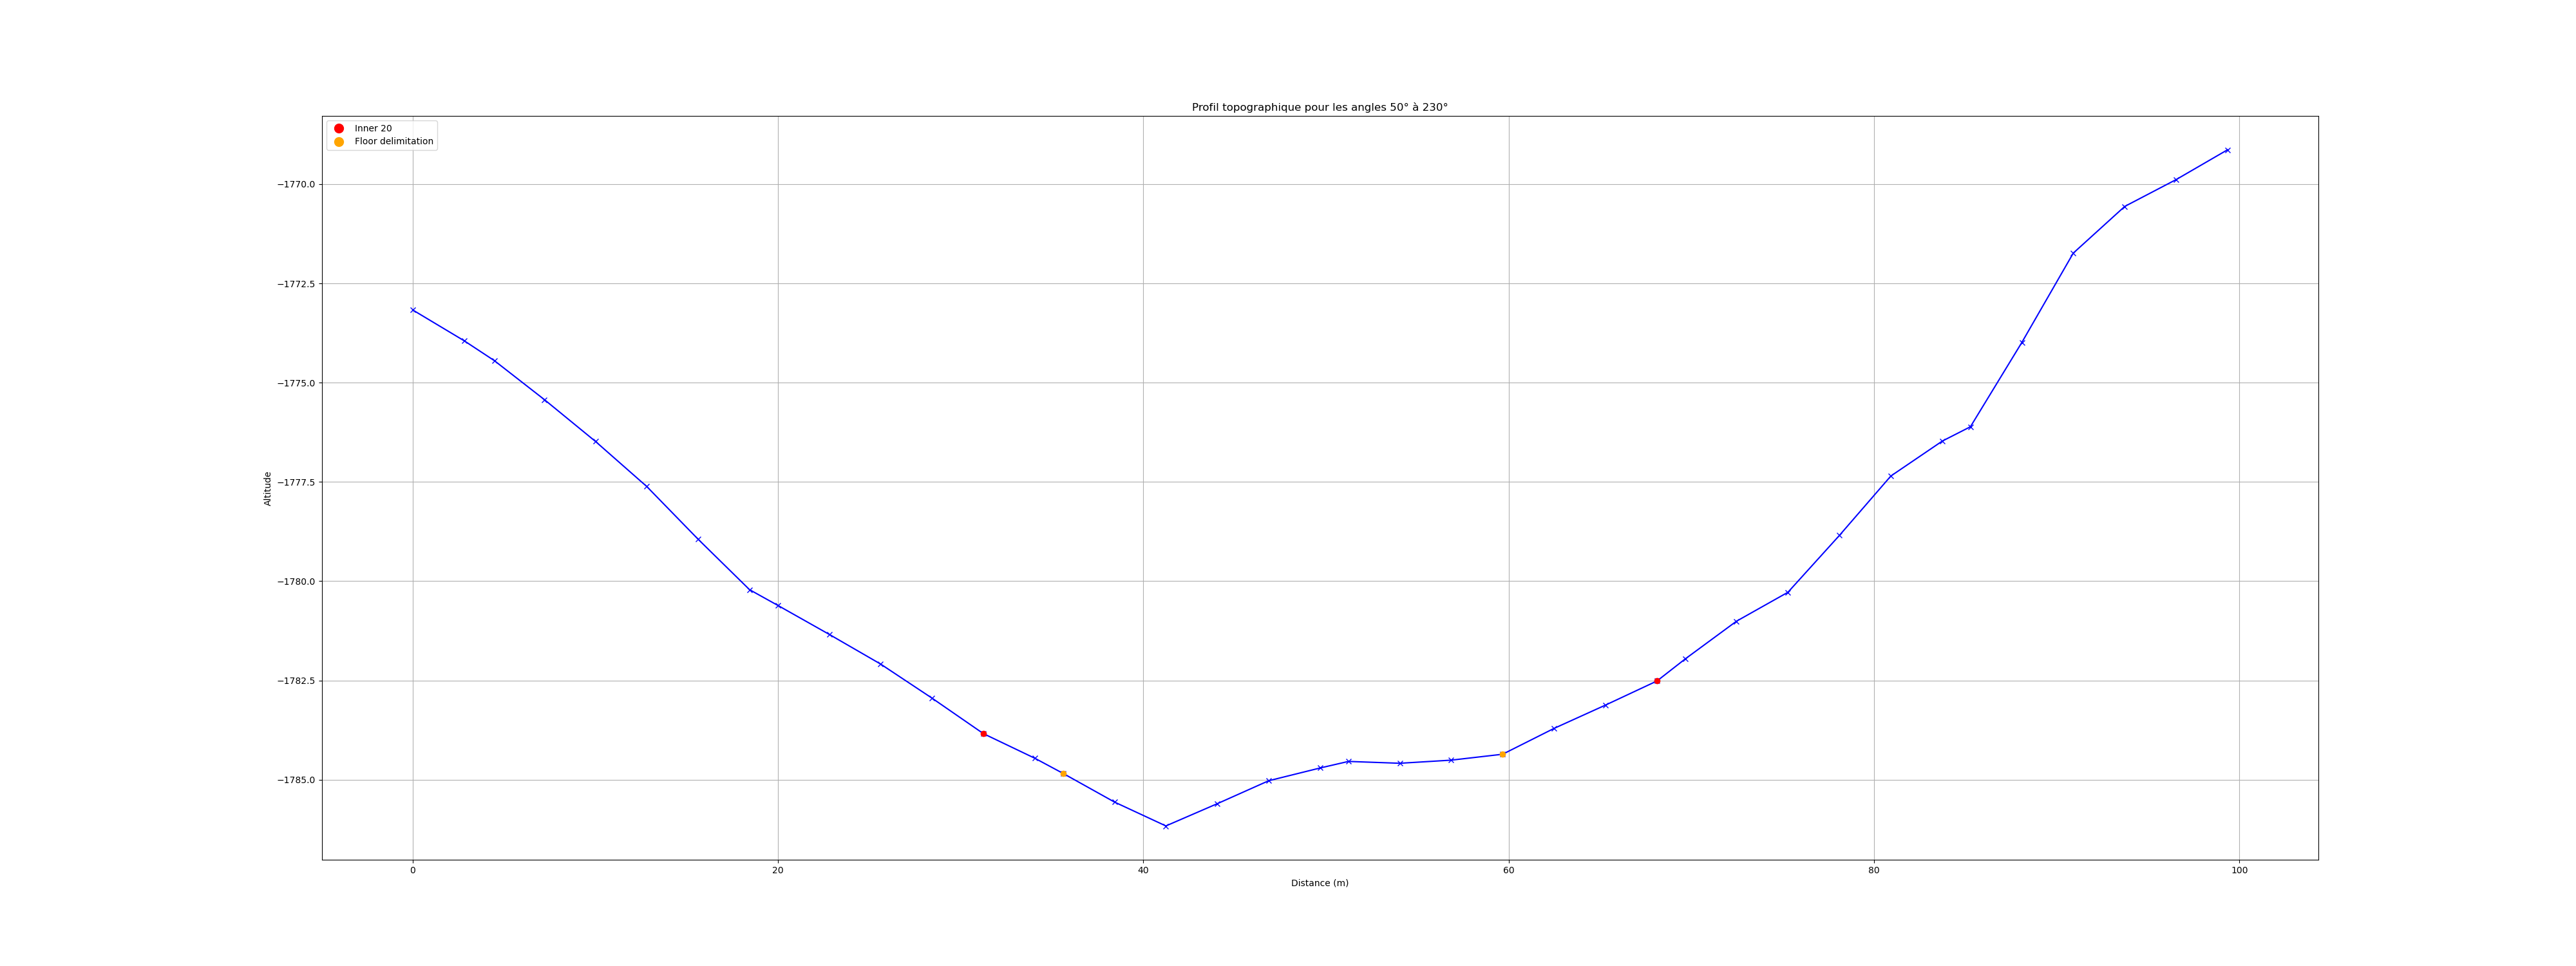 Profil topographique pour les angles 50° à 230°
Inner 20
Floor delimitation
−1770.0
−1772.5
−1775.0
−1777.5
−1780.0
−1782.5
−1785.0
Altitude
0 20 40 60 80 100
Distance (m)